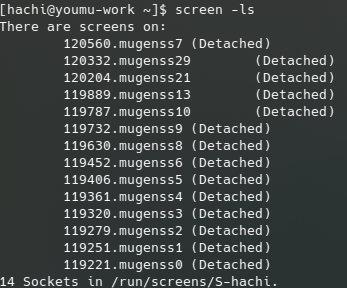 [hachi@youmu-work ~]$ screen -ls
There are screens on:
120560.mugenss7 (Detached)
120332.mugenss29 (Detached)
120204.mugenss21 (Detached)
119889.mugenss13 (Detached)
119787.mugenss10 (Detached)
119732.mugenss9 (Detached)
119630.mugenss8 (Detached)
119452.mugenss6 (Detached)
119406.mugenss5 (Detached)
119361.mugenss4 (Detached)
119320.mugenss3 (Detached)
119279.mugenss2 (Detached)
119251.mugenss1 (Detached)
119221.mugenss0 (Detached)
14 Sockets in /run/screens/S-hachi.